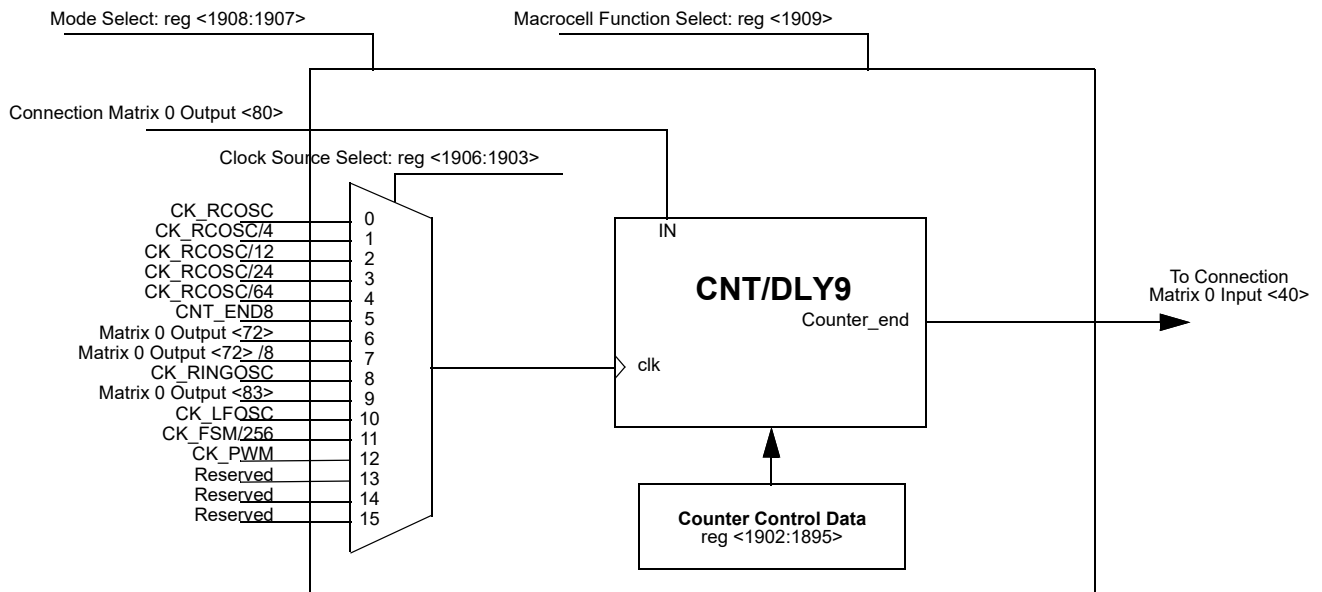 Mode Select: reg <1908:1907>
Macrocell Function Select: reg <1909>
Connection Matrix 0 Output <80>
Clock Source Select: reg <1906:1903>
CK_RCOSC
0
CK_RCOSC/4
1
CK_RCOSC/12
2
CK_RCOSC/24
3
CK_RCOSC/64
4
CNT_END8
5
Matrix 0 Output <72>
6
Matrix 0 Output <72> /8
7
CK_RINGOSC
8
Matrix 0 Output <83>
9
CK_LFOSC
10
CK_FSM/256
11
CK_PWM
12
Reserved
13
Reserved
14
Reserved
15
IN
CNT/DLY9
Counter_end
clk
To Connection
Matrix 0 Input <40>
Counter Control Data
reg <1902:1895>